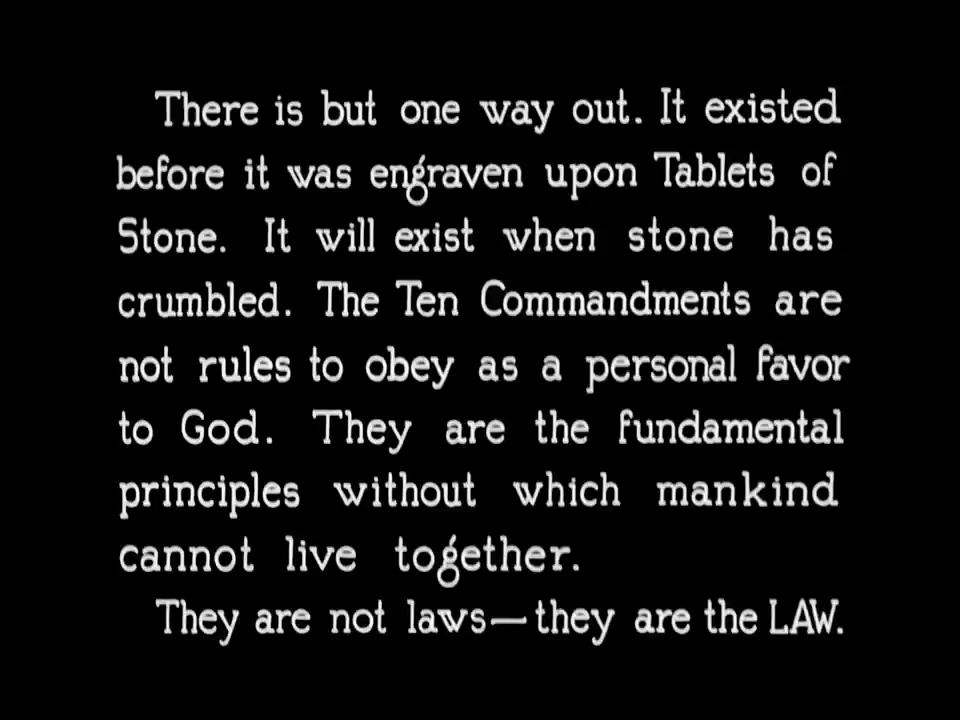 There is but one way out. It existed
before it was engraven upon Tablets of
Stone. It will exist when stone has
crumbled. The Ten Commandments are
not rules to obey as a personal favor
to God. They are the fundamental
principles without which mankind
cannot live together.
They are not laws—they are the LAW.